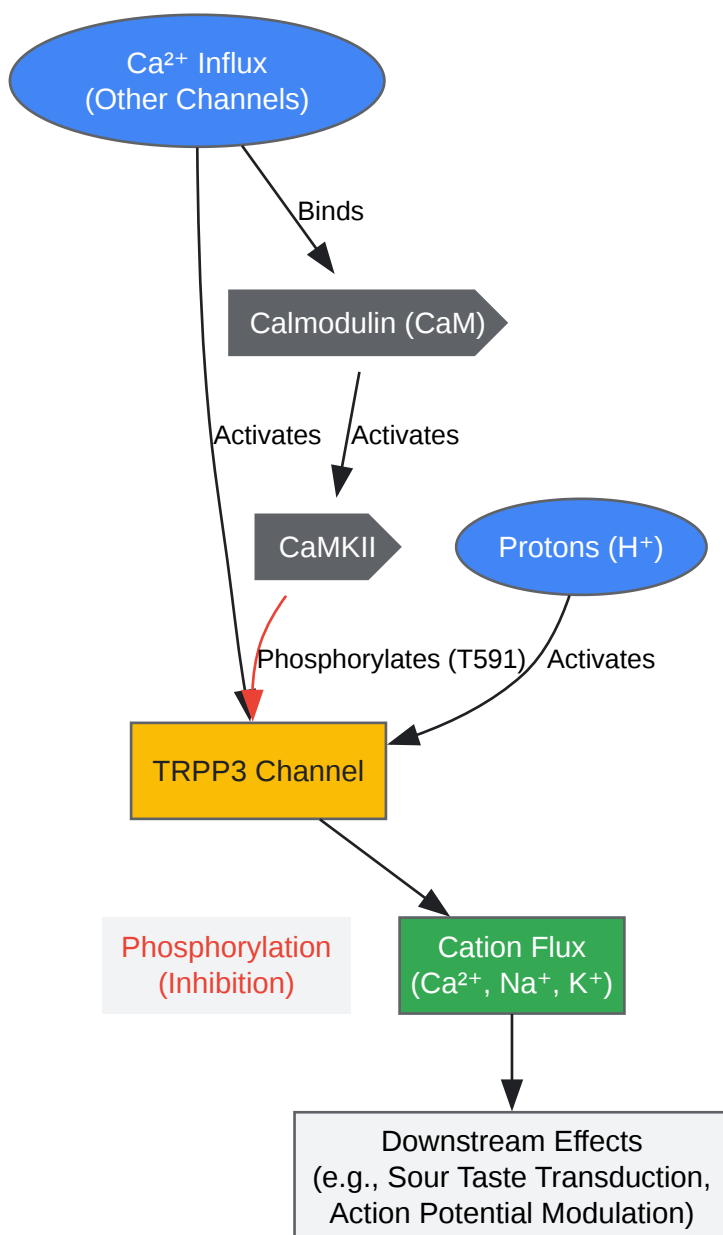 Ca²⁺ Influx
(Other Channels)
Binds
Calmodulin (CaM)
Activates
Activates
CaMKII
Protons (H⁺)
Phosphorylates (T591)
Activates
TRPP3 Channel
Phosphorylation
(Inhibition)
Cation Flux
(Ca²⁺, Na⁺, K⁺)
Downstream Effects
(e.g., Sour Taste Transduction,
Action Potential Modulation)